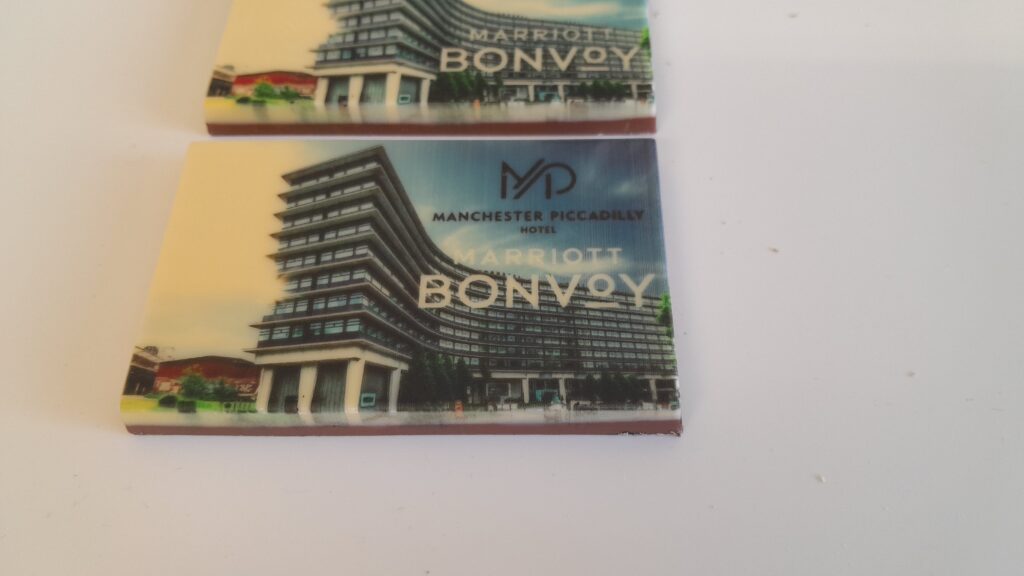 MARRIOTT
BONVOY
MP
MANCHESTER PICCADILLY
HOTEL
MARRIOTT
BONVOY